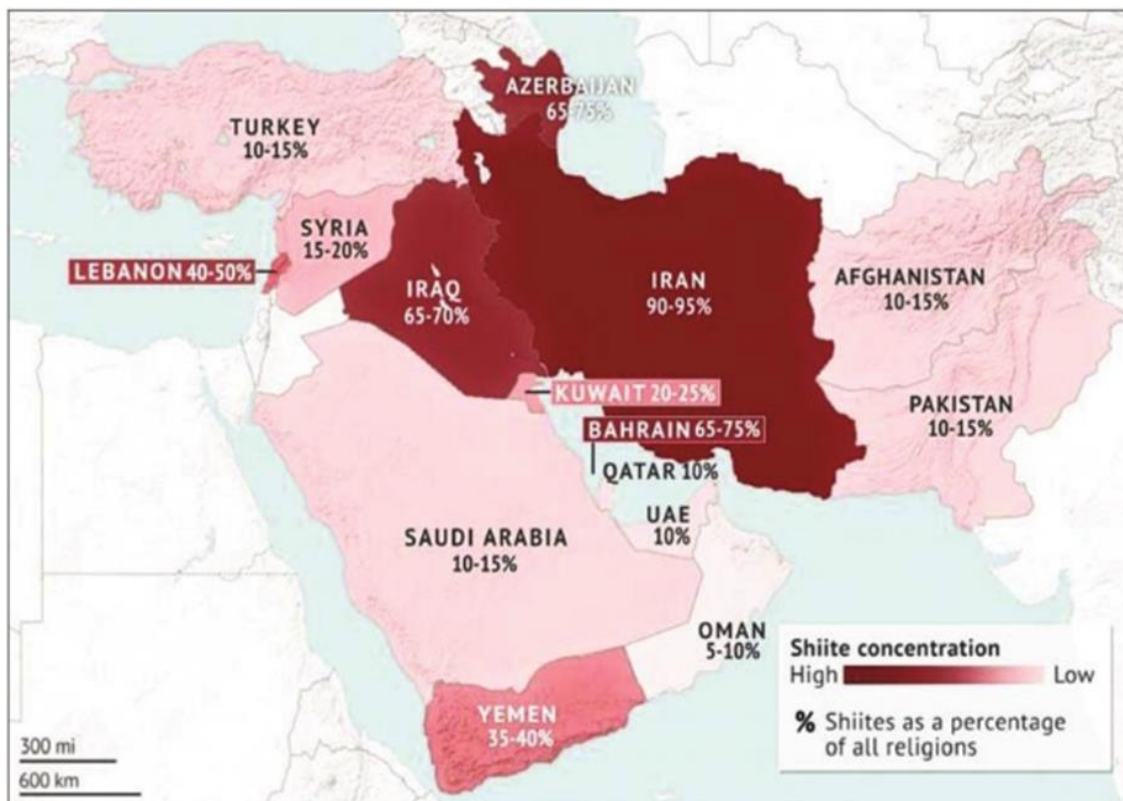 AZERBAIJAN
65-75%
TURKEY
10-15%
SYRIA
15-20%
LEBANON 40-50%
IRAQ
65-70%
IRAN
90-95%
AFGHANISTAN
10-15%
KUWAIT 20-25%
PAKISTAN
10-15%
BAHRAIN 65-75%
QATAR 10%
UAE
10%
SAUDI ARABIA
10-15%
OMAN
5-10%
YEMEN
35-40%
Shiite concentration
High Low
% Shiites as a percentage
of all religions
300 mi
600 km